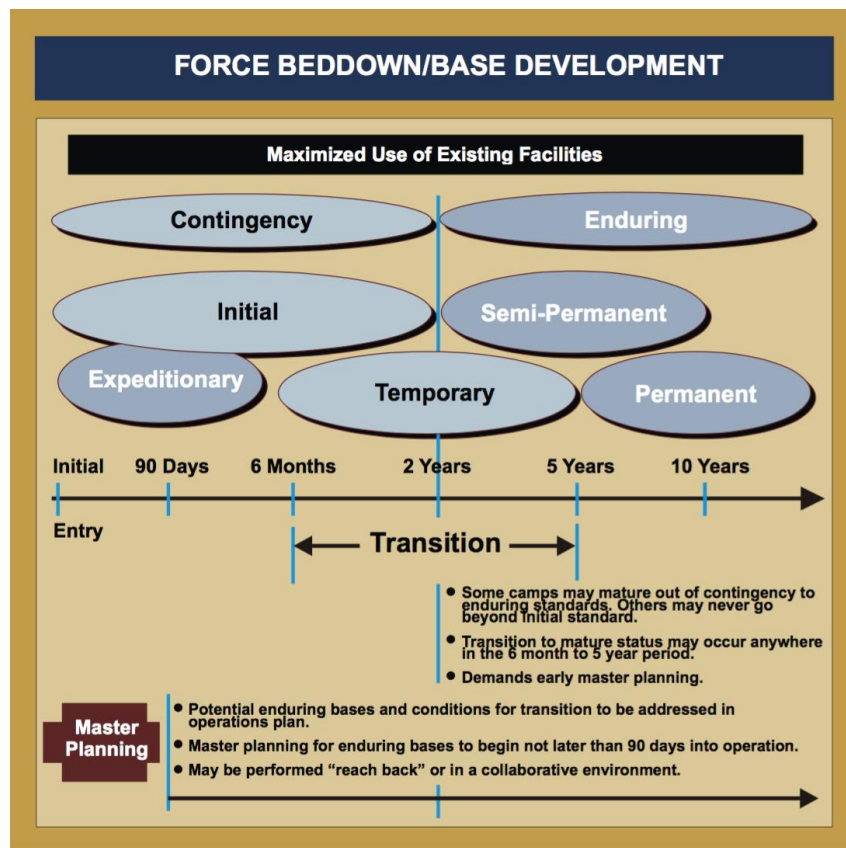 FORCE BEDDOWN/BASE DEVELOPMENT
Maximized Use of Existing Facilities
Contingency
Enduring
Initial
Semi-Permanent
Expeditionary
Temporary
Permanent
Initial 90 Days 6 Months 2 Years 5 Years 10 Years
Entry
Transition
• Some camps may mature out of contingency to
enduring standards. Others may never go
beyond initial standard.
• Transition to mature status may occur anywhere
in the 6 month to 5 year period.
• Demands early master planning.
Master
Planning
• Potential enduring bases and conditions for transition to be addressed in
operations plan.
• Master planning for enduring bases to begin not later than 90 days into operation.
• May be performed “reach back” or in a collaborative environment.